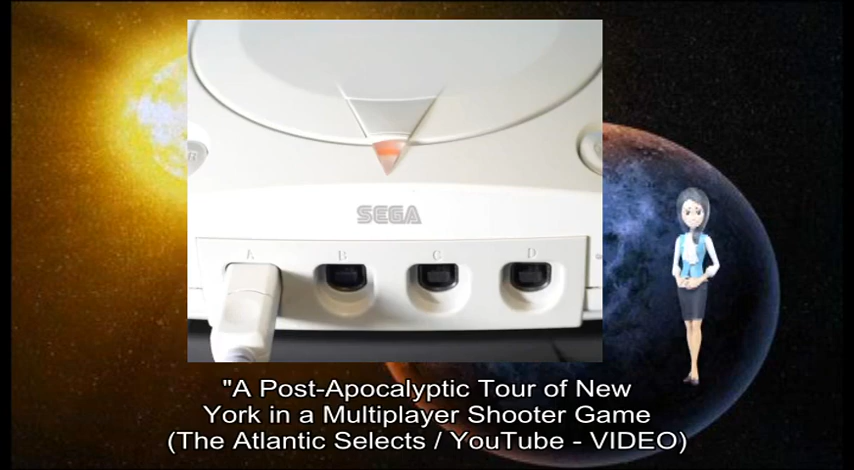 SEGA
A B C D
"A Post-Apocalyptic Tour of New
York in a Multiplayer Shooter Game
(The Atlantic Selects / YouTube - VIDEO)